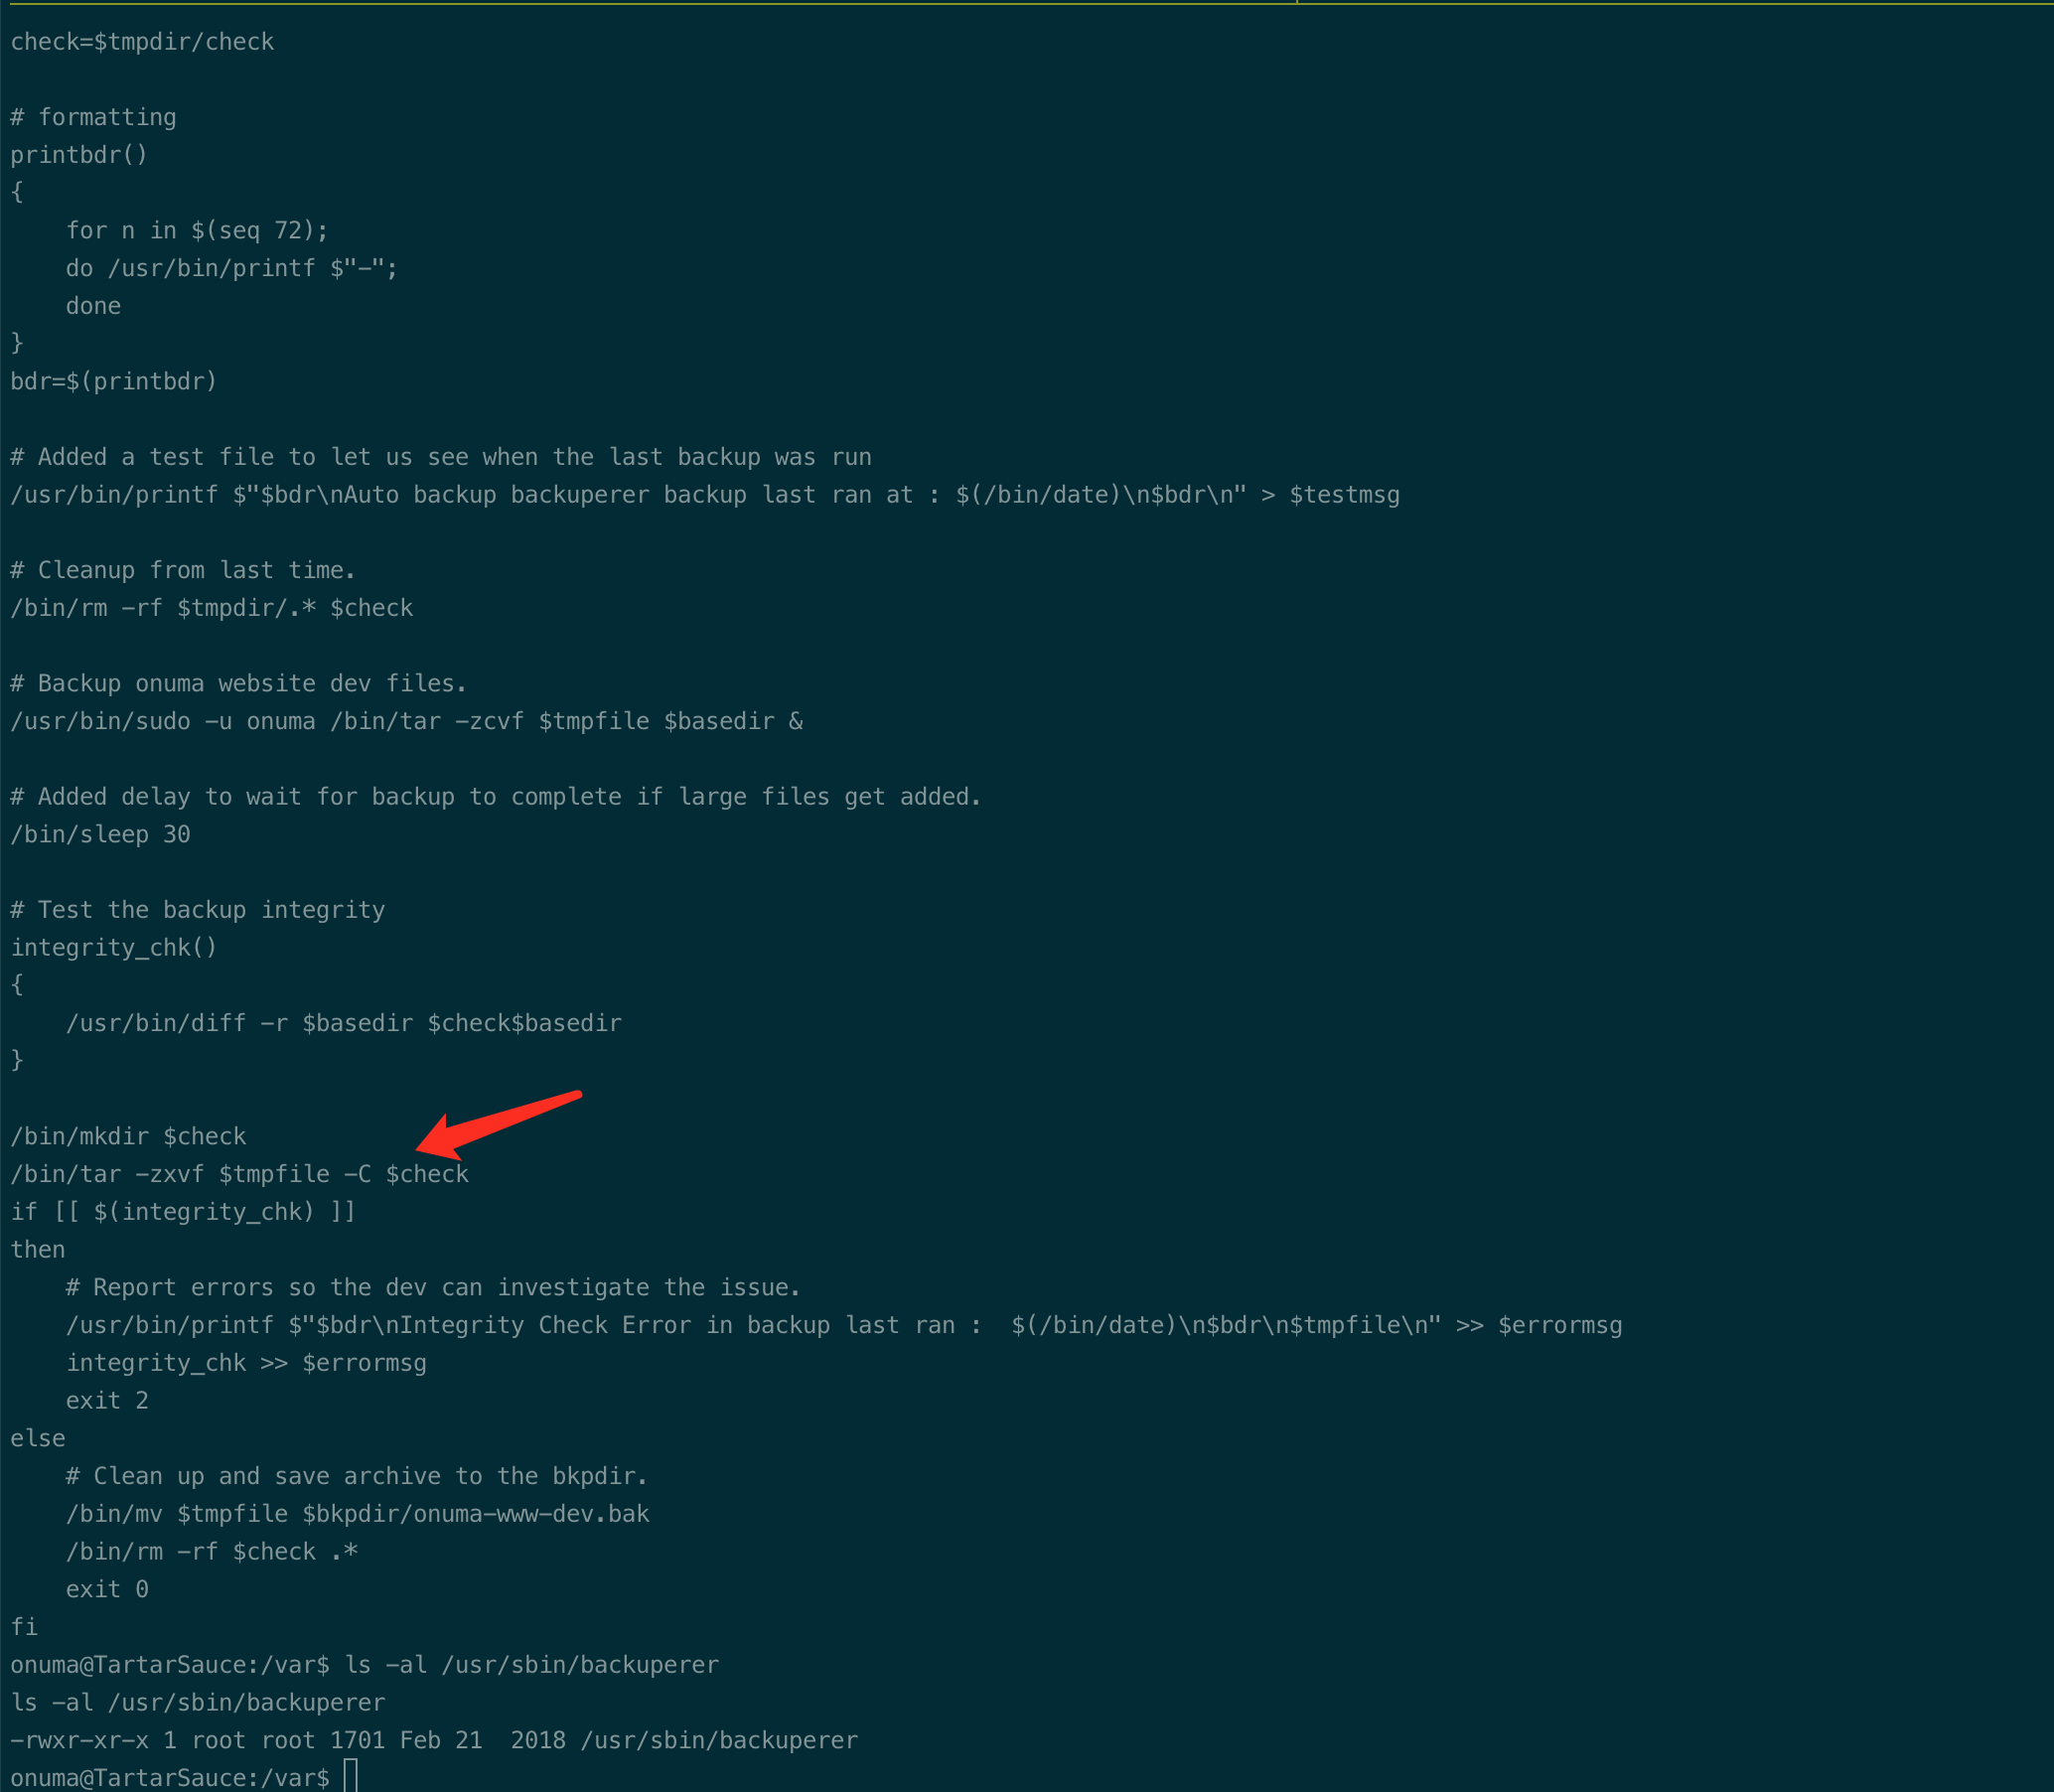 check=$tmpdir/check
# formatting
printbdr()
{
    for n in $(seq 72);
    do /usr/bin/printf $"-";
    done
}
bdr=$(printbdr)
# Added a test file to let us see when the last backup was run
/usr/bin/printf $"$bdr\nAuto backup backuperer backup last ran at : $(/bin/date)\n$bdr\n" > $testmsg
# Cleanup from last time.
/bin/rm -rf $tmpdir/.* $check
# Backup onuma website dev files.
/usr/bin/sudo -u onuma /bin/tar -zcvf $tmpfile $basedir &
# Added delay to wait for backup to complete if large files get added.
/bin/sleep 30
# Test the backup integrity
integrity_chk()
{
    /usr/bin/diff -r $basedir $check$basedir
}
/bin/mkdir $check
/bin/tar -zxvf $tmpfile -C $check
if [[ $(integrity_chk) ]]
then
    # Report errors so the dev can investigate the issue.
    /usr/bin/printf $"$bdr\nIntegrity Check Error in backup last ran :  $(/bin/date)\n$bdr\n$tmpfile\n" >> $errormsg
    integrity_chk >> $errormsg
    exit 2
else
    # Clean up and save archive to the bkpdir.
    /bin/mv $tmpfile $bkpdir/onuma-www-dev.bak
    /bin/rm -rf $check .*
    exit 0
fi
onuma@TartarSauce:/var$ ls -al /usr/sbin/backuperer
ls -al /usr/sbin/backuperer
-rwxr-xr-x 1 root root 1701 Feb 21  2018 /usr/sbin/backuperer
onuma@TartarSauce:/var$